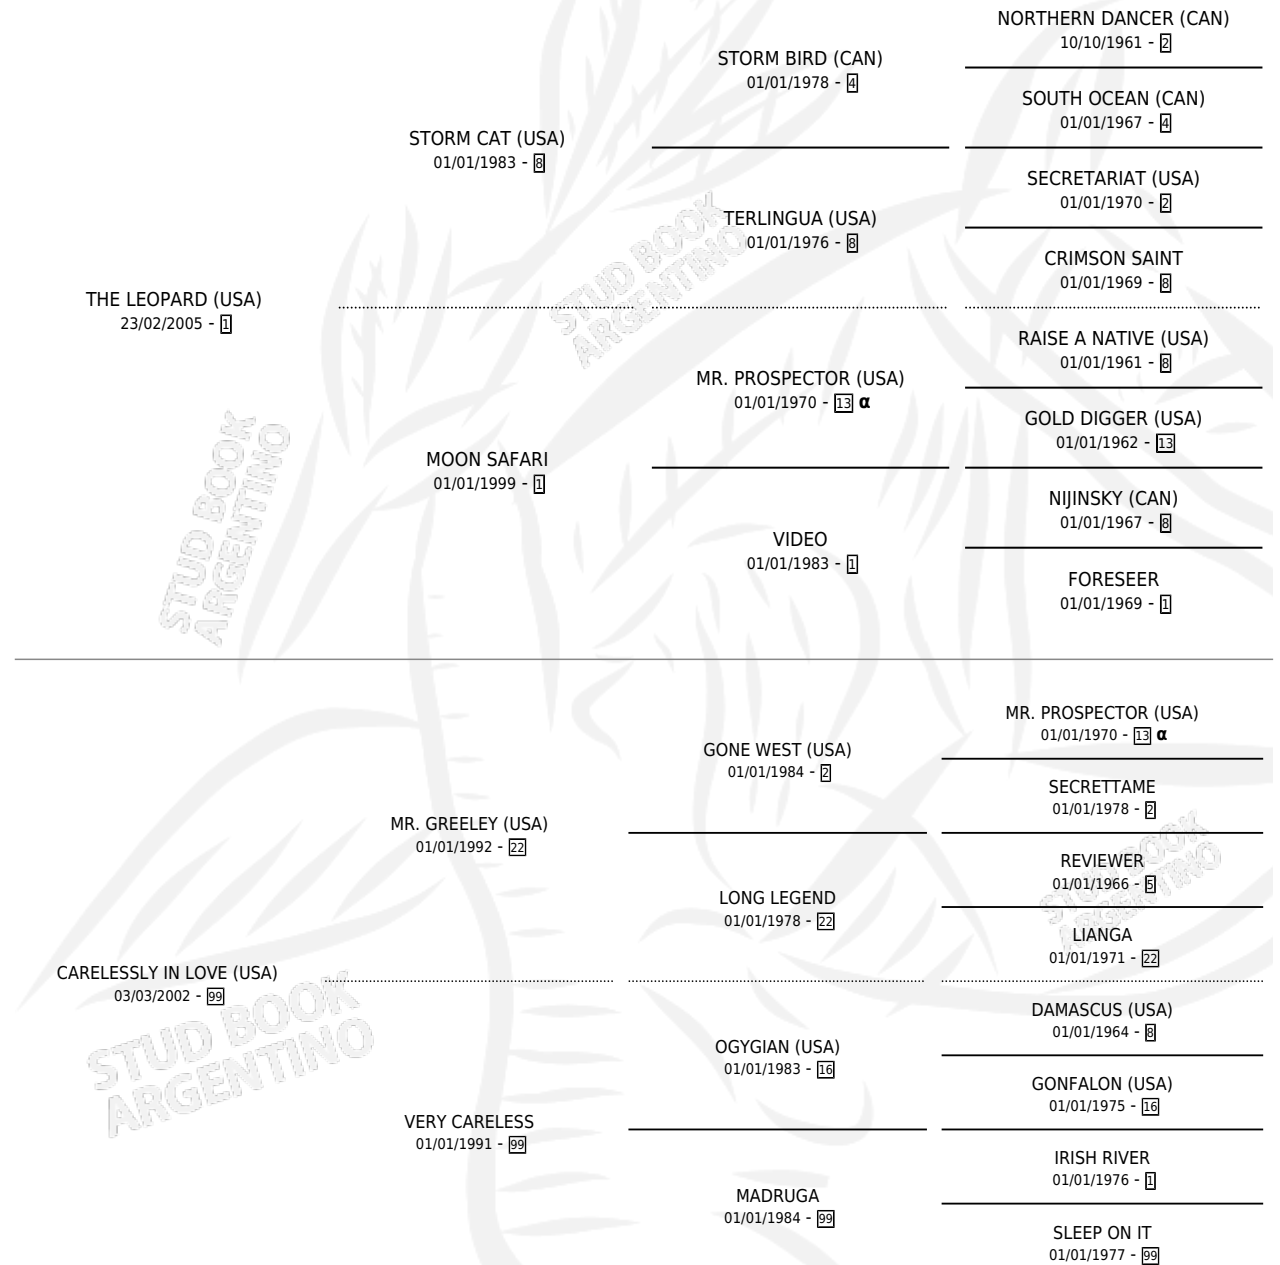 NORTHERN DANCER (CAN)
10/10/1961 - 2
STORM BIRD (CAN)
01/01/1978 - 4
SOUTH OCEAN (CAN)
01/01/1967 - 4
STORM CAT (USA)
01/01/1983 - 8
SECRETARIAT (USA)
01/01/1970 - 2
TERLINGUA (USA)
01/01/1976 - 8
CRIMSON SAINT
01/01/1969 - 8
THE LEOPARD (USA)
23/02/2005 - 1
RAISE A NATIVE (USA)
01/01/1961 - 8
MR. PROSPECTOR (USA)
01/01/1970 - 13 α
GOLD DIGGER (USA)
01/01/1962 - 13
MOON SAFARI
01/01/1999 - 1
NIJINSKY (CAN)
01/01/1967 - 8
VIDEO
01/01/1983 - 1
FORESEER
01/01/1969 - 1
MR. PROSPECTOR (USA)
01/01/1970 - 13 α
GONE WEST (USA)
01/01/1984 - 2
SECRETTAME
01/01/1978 - 2
MR. GREELEY (USA)
01/01/1992 - 22
REVIEWER
01/01/1966 - 5
LONG LEGEND
01/01/1978 - 22
LIANGA
01/01/1971 - 22
CARELESSLY IN LOVE (USA)
03/03/2002 - 99
DAMASCUS (USA)
01/01/1964 - 8
OGYGIAN (USA)
01/01/1983 - 16
GONFALON (USA)
01/01/1975 - 16
VERY CARELESS
01/01/1991 - 99
IRISH RIVER
01/01/1976 - 1
MADRUGA
01/01/1984 - 99
SLEEP ON IT
01/01/1977 - 99
STUD BOOK
ARGENTINO
STUD BOOK
ARGENTINO
STUD BOOK
ARGENTINO
STUD BOOK
ARGENTINO